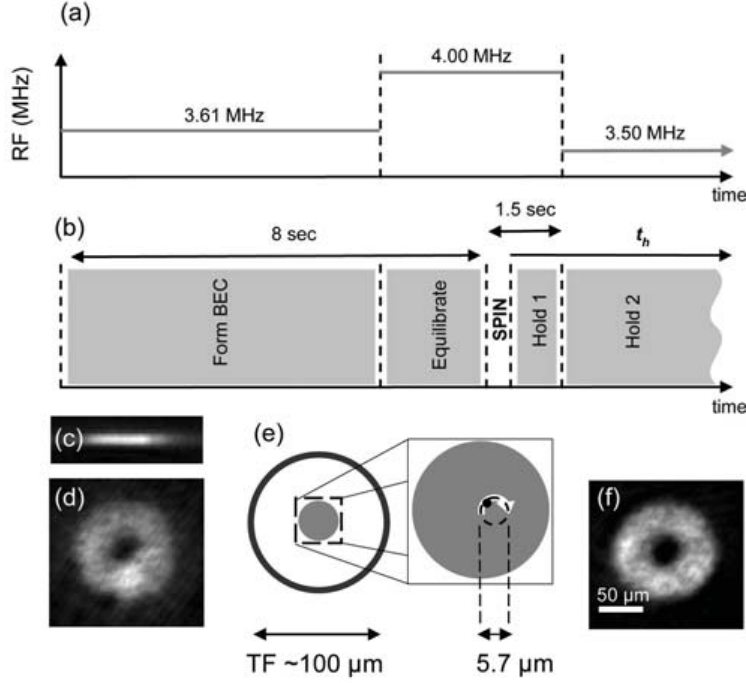 (a)
RF (MHz)
3.61 MHz
4.00 MHz
3.50 MHz
time
1.5 sec
(b)
8 sec
t_h
Form BEC
Equilibrate
SPIN
Hold 1
Hold 2
time
(c)
(d)
(e)
TF ~100 µm
5.7 µm
(f)
50 µm